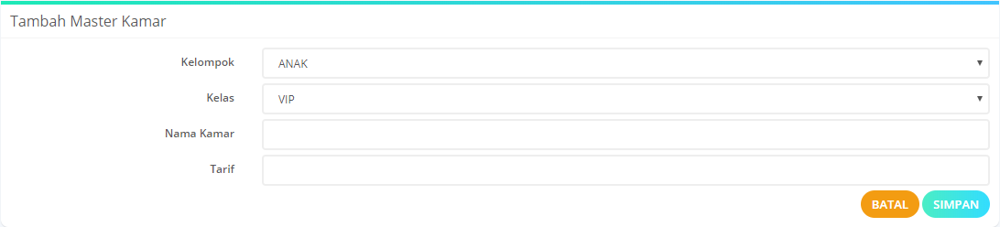 Tambah Master Kamar
Kelompok ANAK
Kelas VIP
Nama Kamar
Tarif
BATAL SIMPAN